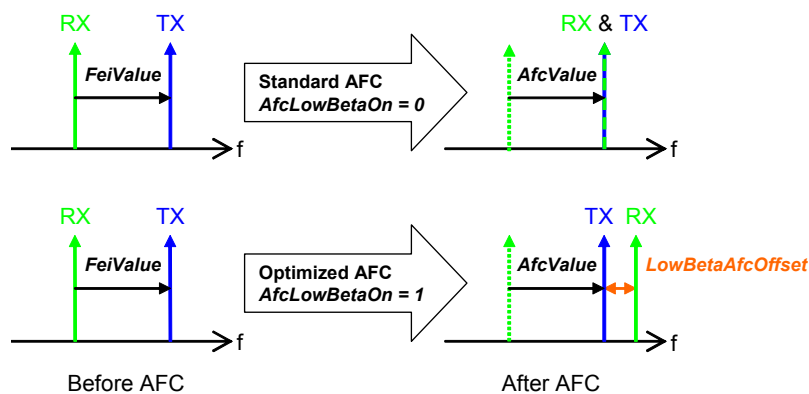 RX TX RX & TX
FeiValue
Standard AFC
AfcLowBetaOn = 0
AfcValue
f f
RX TX TX RX
FeiValue
Optimized AFC
AfcLowBetaOn = 1
AfcValue
LowBetaAfcOffset
f f
Before AFC After AFC